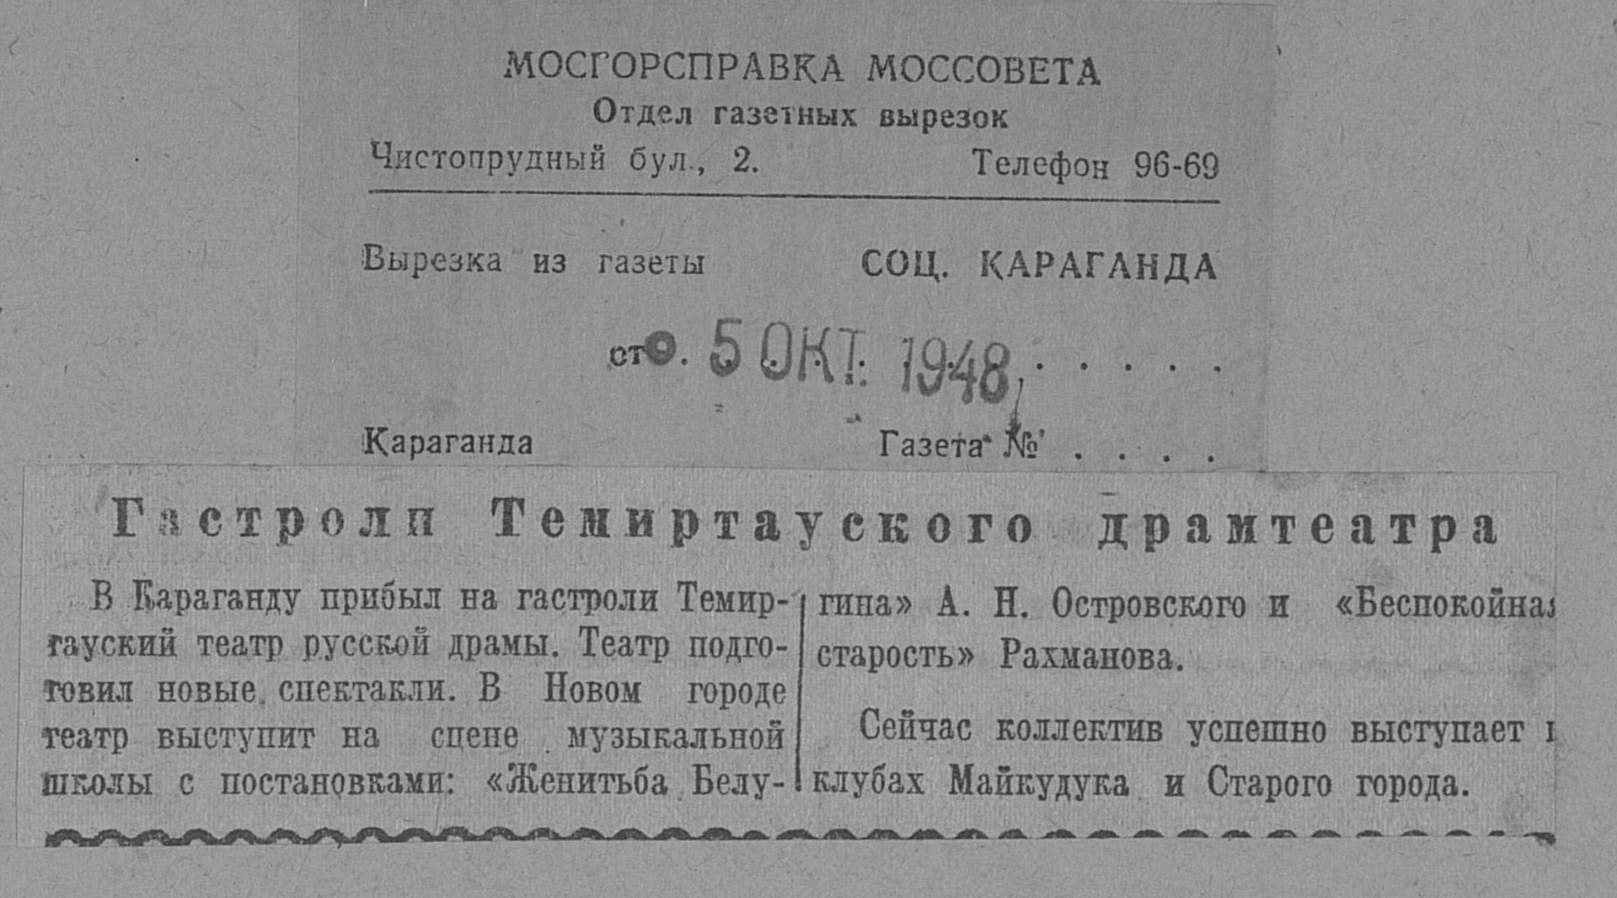 МОСГОРСПРАВКА МОССОВЕТА
Отдел газетных вырезок
Чистопрудный бул., 2. Телефон 96-69
Вырезка из газеты СОЦ. КАРАГАНДА
от . 5 ОКТ. 1948 . . . . .
Караганда Газета № . . . .
Гастроли Темиртауского драмтеатра
В Караганду прибыл на гастроли Темир-
тауский театр русской драмы. Театр подго-
товил новые спектакли. В Новом городе
театр выступит на сцене музыкальной
школы с постановками: «Женитьба Белу-
гина» А. Н. Островского и «Беспокойная
старость» Рахманова.
Сейчас коллектив успешно выступает в
клубах Майкудука и Старого города.